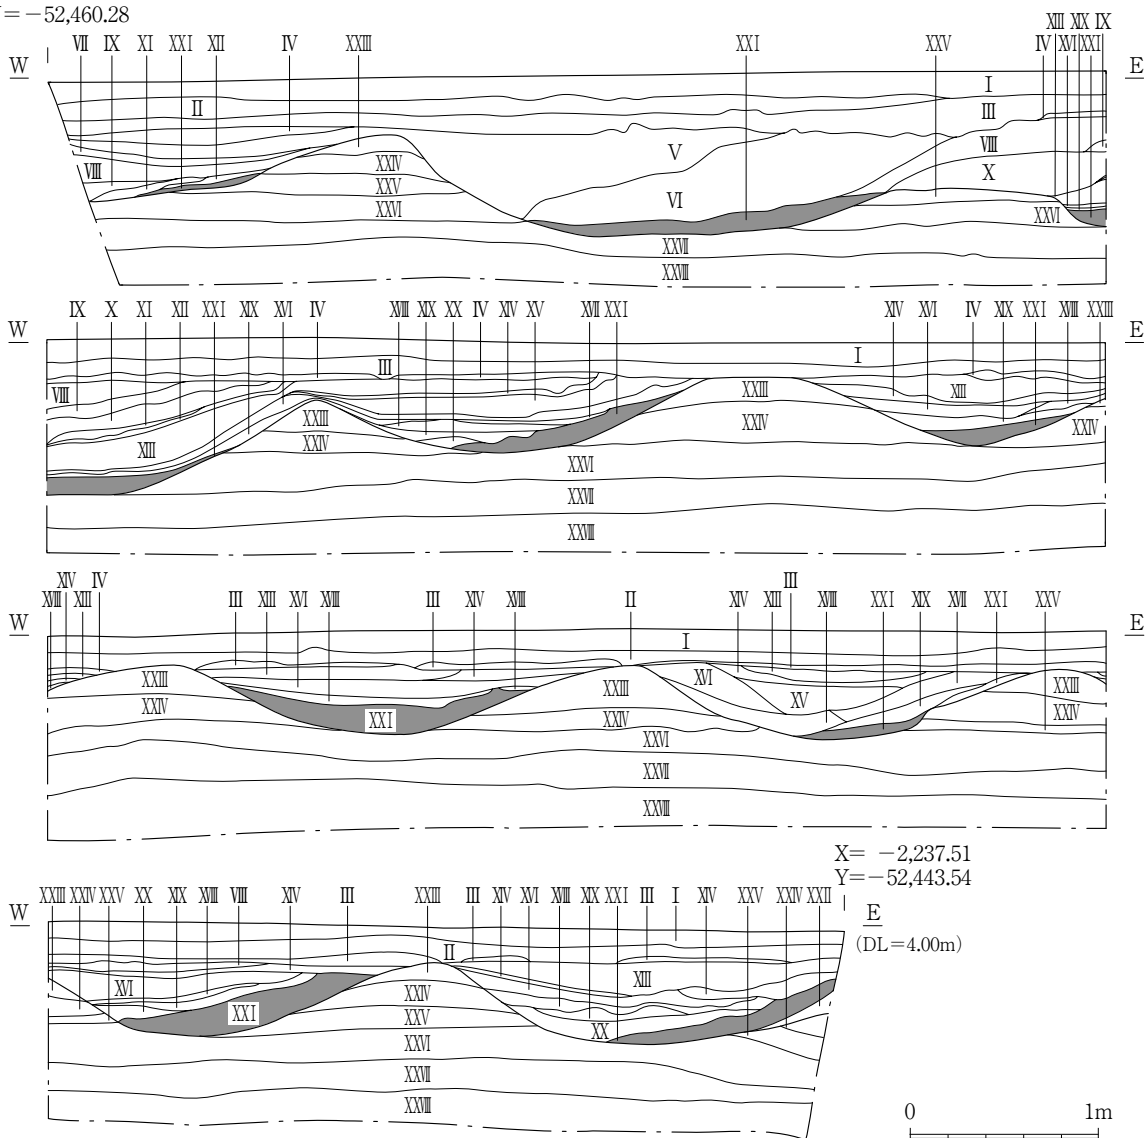 =－52,460.28
ⅩⅢ ⅩⅨ Ⅸ
Ⅶ Ⅸ Ⅺ ⅩⅩⅠ Ⅻ Ⅳ ⅩⅩⅢ ⅩⅩⅠ ⅩⅩⅤ Ⅳ ⅩⅥ ⅩⅩⅠ
W E
Ⅰ
Ⅱ Ⅲ
Ⅴ Ⅷ
Ⅷ ⅩⅩⅣ Ⅹ
ⅩⅩⅤ
ⅩⅩⅥ Ⅵ ⅩⅩⅥ
ⅩⅩⅦ
ⅩⅩⅧ
Ⅸ Ⅹ Ⅺ Ⅻ ⅩⅩⅠ ⅩⅨ ⅩⅥ Ⅳ ⅩⅧ ⅩⅨ ⅩⅩ Ⅳ ⅩⅣ ⅩⅤ ⅩⅦ ⅩⅩⅠ ⅩⅣ ⅩⅥ Ⅳ ⅩⅨ ⅩⅩⅠ ⅩⅧ ⅩⅩⅢ
W E
Ⅰ
Ⅲ
Ⅷ ⅩⅩⅢ ⅩⅢ
ⅩⅩⅢ ⅩⅩⅣ ⅩⅩⅣ
ⅩⅢ ⅩⅩⅣ
ⅩⅩⅥ
ⅩⅩⅦ
ⅩⅩⅧ
ⅩⅣ Ⅳ Ⅲ
ⅩⅧ ⅩⅢ Ⅲ ⅩⅢ ⅩⅥ ⅩⅧ Ⅲ ⅩⅣ ⅩⅧ Ⅱ ⅩⅣ ⅩⅢ ⅩⅧ ⅩⅩⅠ ⅩⅨ ⅩⅦ ⅩⅩⅠ ⅩⅩⅤ
W E
Ⅰ
ⅩⅩⅢ ⅩⅩⅢ ⅩⅥ ⅩⅩⅢ
ⅩⅩⅣ ⅩⅩⅠ ⅩⅩⅣ ⅩⅤ ⅩⅩⅣ
ⅩⅩⅥ
ⅩⅩⅦ
ⅩⅩⅧ
X= －2,237.51
Y=－52,443.54
ⅩⅩⅢ ⅩⅩⅣ ⅩⅩⅤ ⅩⅩ ⅩⅨ ⅩⅧ Ⅷ ⅩⅣ Ⅲ ⅩⅩⅢ Ⅲ ⅩⅣ ⅩⅥ ⅩⅧ ⅩⅨ ⅩⅩⅠ Ⅲ Ⅰ ⅩⅣ ⅩⅩⅤ ⅩⅩⅣ ⅩⅩⅡ
W E
(DL=4.00m)
Ⅱ
ⅩⅥ ⅩⅩⅣ ⅩⅢ
ⅩⅩⅠ ⅩⅩⅤ
ⅩⅩⅥ ⅩⅩ
ⅩⅩⅦ
ⅩⅩⅧ
0 1m